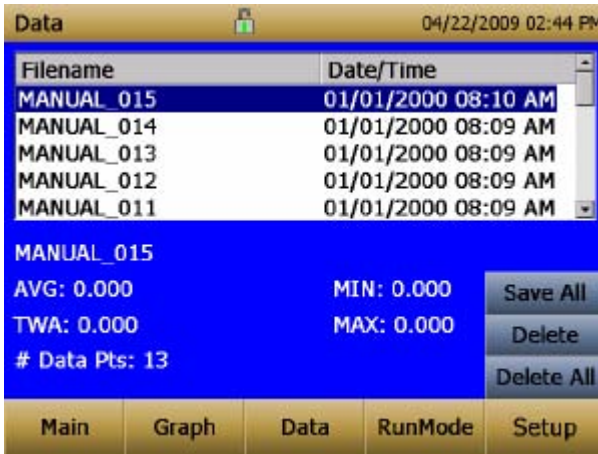 Data 04/22/2009 02:44 PM
Filename Date/Time
MANUAL_015 01/01/2000 08:10 AM
MANUAL_014 01/01/2000 08:09 AM
MANUAL_013 01/01/2000 08:09 AM
MANUAL_012 01/01/2000 08:09 AM
MANUAL_011 01/01/2000 08:09 AM
MANUAL_015
AVG: 0.000 MIN: 0.000 Save All
TWA: 0.000 MAX: 0.000 Delete
# Data Pts: 13 Delete All
Main Graph Data RunMode Setup